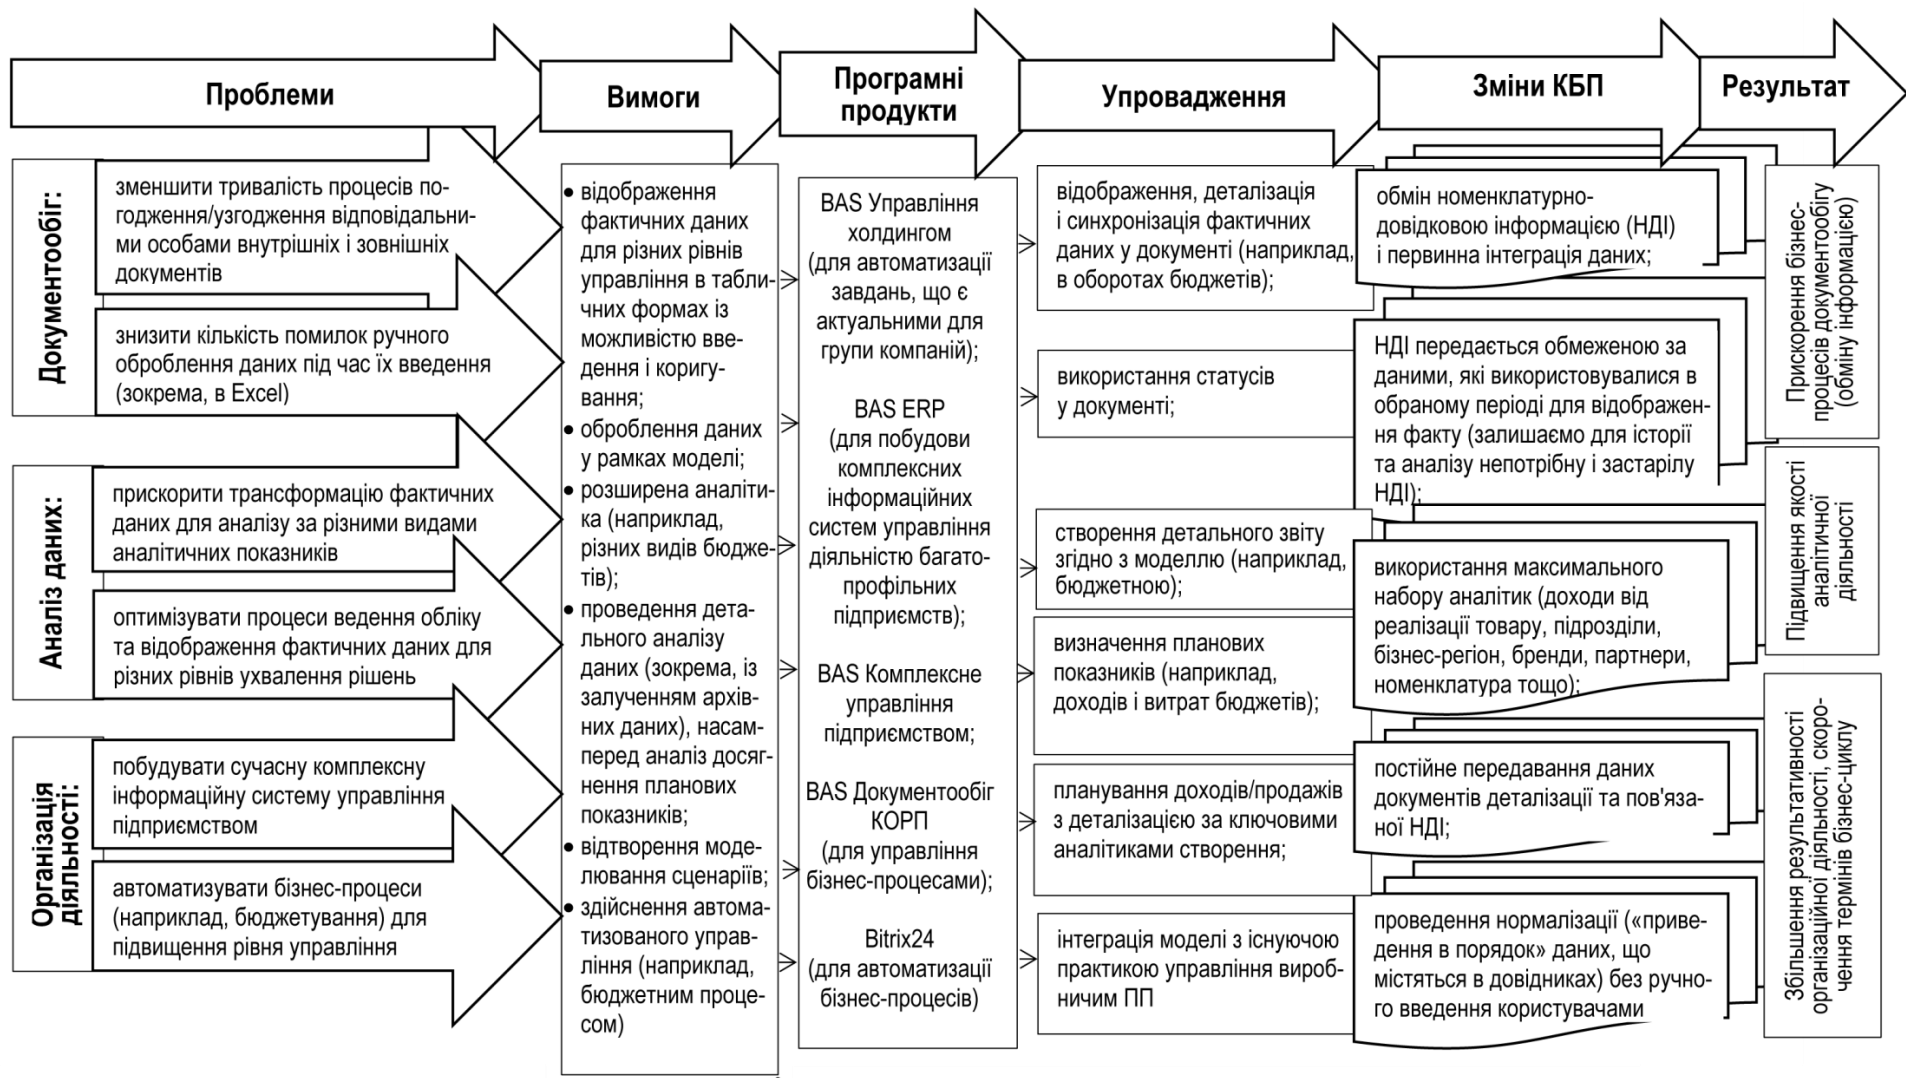 Проблеми
Вимоги
Програмні
продукти
Упровадження
Зміни КБП
Результат
Документообіг:
зменшити тривалість процесів по-
годження/узгодження відповідальни-
ми особами внутрішніх і зовнішніх
документів
знизити кількість помилок ручного
оброблення даних під час їх введення
(зокрема, в Excel)
Аналіз даних:
прискорити трансформацію фактичних
даних для аналізу за різними видами
аналітичних показників
оптимізувати процеси ведення обліку
та відображення фактичних даних для
різних рівнів ухвалення рішень
Організація
діяльності:
побудувати сучасну комплексну
інформаційну систему управління
підприємством
автоматизувати бізнес-процеси
(наприклад, бюджетування) для
підвищення рівня управління
• відображення
фактичних даних
для різних рівнів
управління в табли-
чних формах із
можливістю вве-
дення і коригу-
вання;
• оброблення даних
у рамках моделі;
• розширена аналіти-
ка (наприклад,
різних видів бюдже-
тів);
• проведення дета-
льного аналізу
даних (зокрема, із
залученням архів-
них даних), насам-
перед аналіз досяг-
нення планових
показників;
• відтворення моде-
лювання сценаріїв;
• здійснення автома-
тизованого управ-
ління (наприклад,
бюджетним проце-
сом)
BAS Управління
холдингом
(для автоматизації
завдань, що є
актуальними для
групи компаній);
BAS ERP
(для побудови
комплексних
інформаційних
систем управління
діяльністю багато-
профільних
підприємств);
BAS Комплексне
управління
підприємством;
BAS Документообіг
КОРП
(для управління
бізнес-процесами);
Bitrix24
(для автоматизації
бізнес-процесів)
відображення, деталізація
і синхронізація фактичних
даних у документі (наприклад,
в оборотах бюджетів);
використання статусів
у документі;
створення детального звіту
згідно з моделлю (наприклад,
бюджетною);
визначення планових
показників (наприклад,
доходів і витрат бюджетів);
планування доходів/продажів
з деталізацією за ключовими
аналітиками створення;
інтеграція моделі з існуючою
практикою управління вироб-
ничим ПП
обмін номенклатурно-
довідковою інформацією (НДІ)
і первинна інтеграція даних;
НДІ передається обмеженою за
даними, які використовувалися в
обраному періоді для відображен-
ня факту (залишаємо для історії
та аналізу непотрібну і застарілу
НДІ);
використання максимального
набору аналітик (доходи від
реалізації товару, підрозділи,
бізнес-регіон, бренди, партнери,
номенклатура тощо);
постійне передавання даних
документів деталізації та пов'яза-
ної НДІ;
проведення нормалізації («приве-
дення в порядок» даних, що
містяться в довідниках) без ручно-
го введення користувачами
Прискорення бізнес-
процесів документообігу
(обміну інформацією)
Підвищення якості
аналітичної
діяльності
Збільшення результативності
організаційної діяльності, скоро-
чення термінів бізнес-циклу